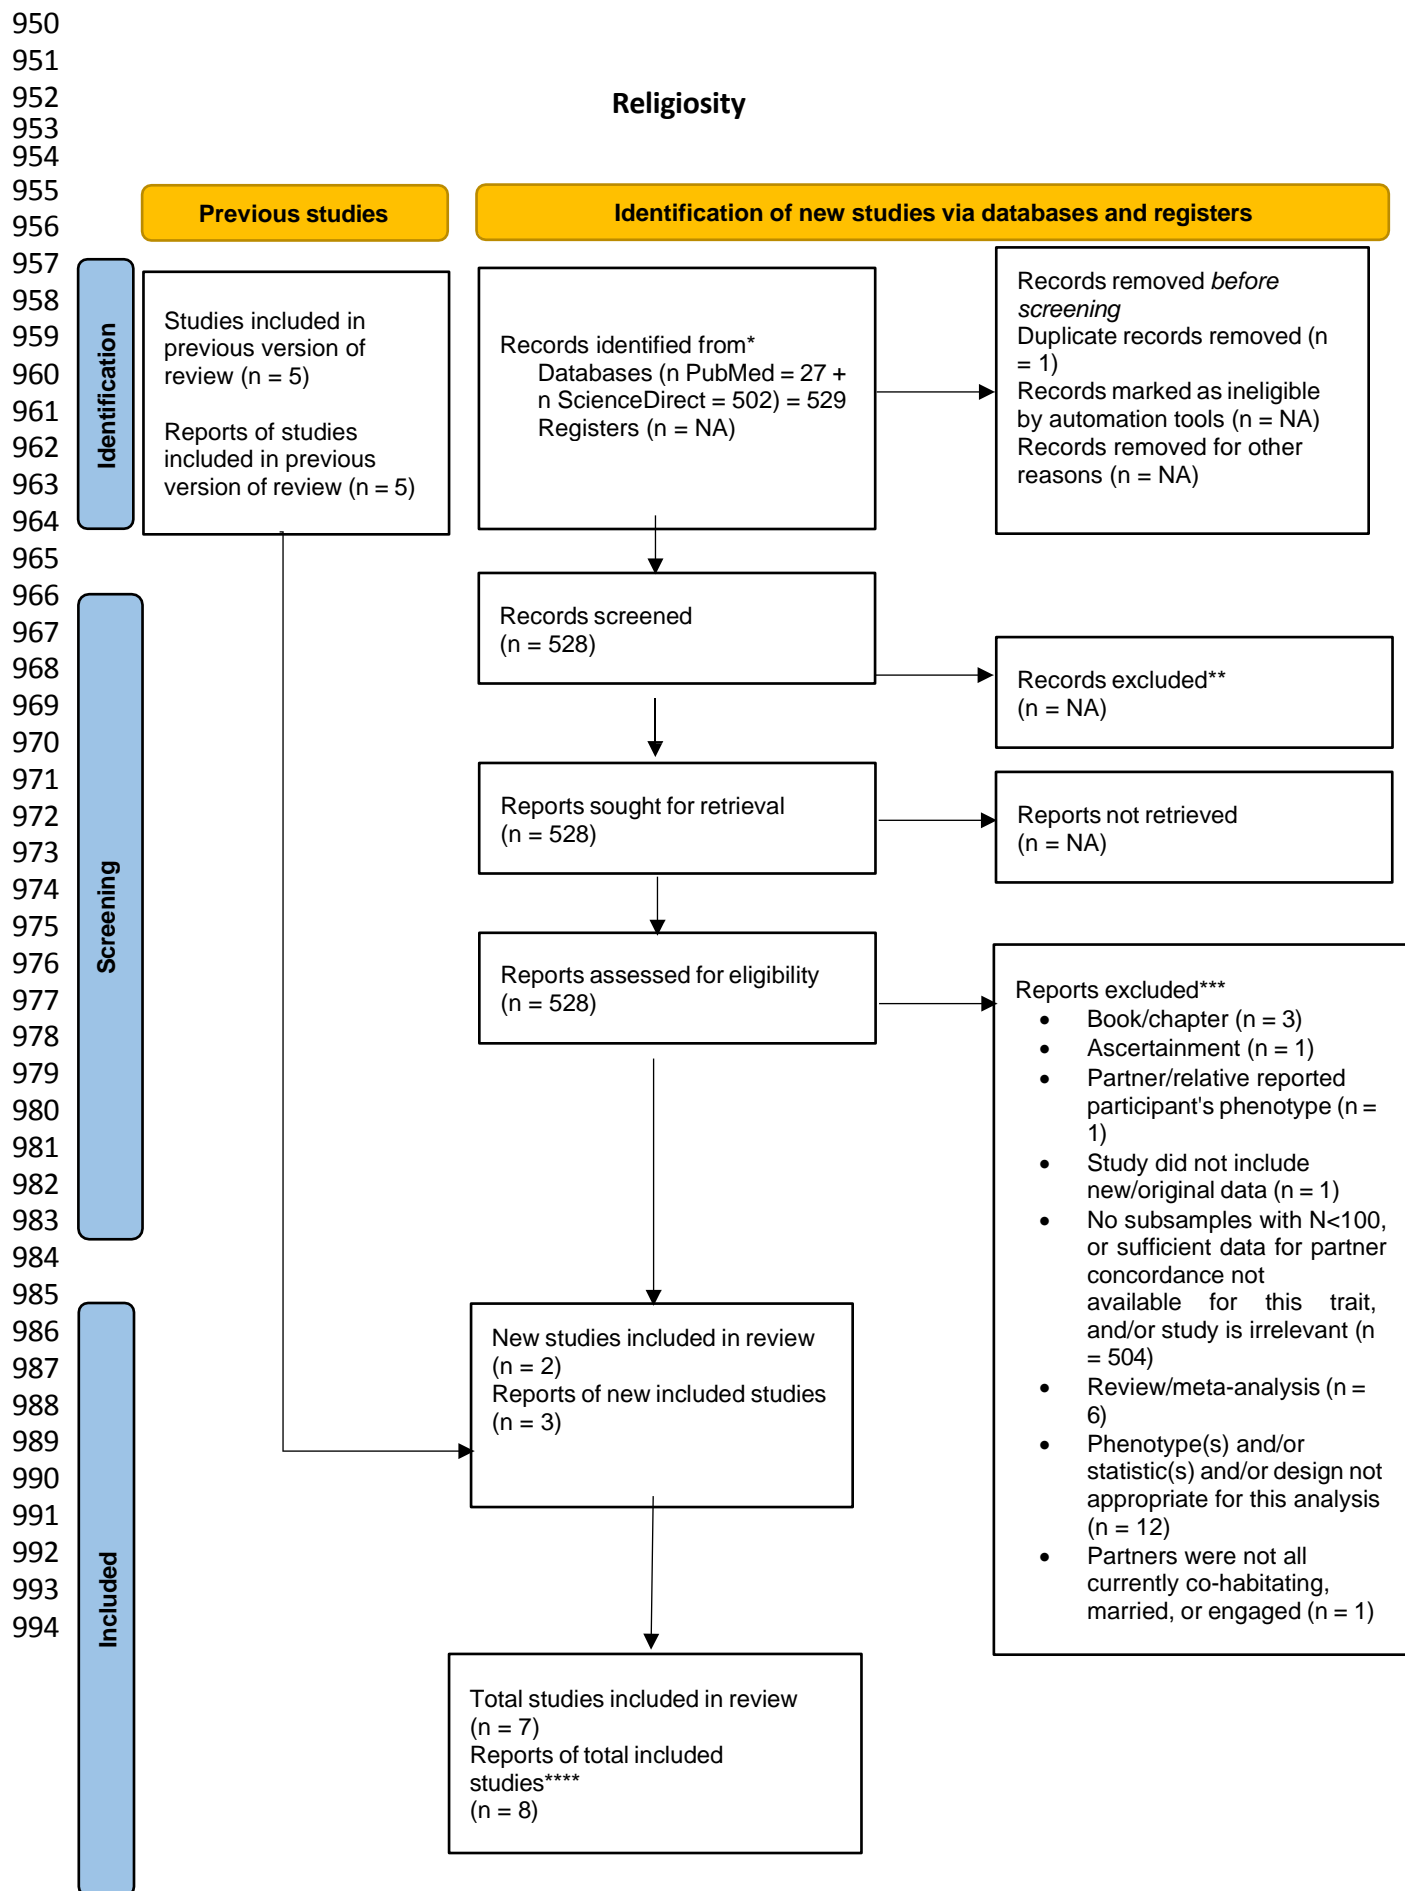 950
951
952
953
954
955
956
957
958
959
960
961
962
963
964
965
966
967
968
969
970
971
972
973
974
975
976
977
978
979
980
981
982
983
984
985
986
987
988
989
990
991
992
993
994
Religiosity
Previous studies
Identification of new studies via databases and registers
Identification
Studies included in
previous version of
review (n = 5)
Reports of studies
included in previous
version of review (n = 5)
Records identified from*
Databases (n PubMed = 27 +
n ScienceDirect = 502) = 529
Registers (n = NA)
Records removed before
screening
Duplicate records removed (n
= 1)
Records marked as ineligible
by automation tools (n = NA)
Records removed for other
reasons (n = NA)
Screening
Records screened
(n = 528)
Records excluded**
(n = NA)
Reports sought for retrieval
(n = 528)
Reports not retrieved
(n = NA)
Reports assessed for eligibility
(n = 528)
Reports excluded***
• Book/chapter (n = 3)
• Ascertainment (n = 1)
• Partner/relative reported
participant's phenotype (n =
1)
• Study did not include
new/original data (n = 1)
• No subsamples with N<100,
or sufficient data for partner
concordance not
available for this trait,
and/or study is irrelevant (n
= 504)
• Review/meta-analysis (n =
6)
• Phenotype(s) and/or
statistic(s) and/or design not
appropriate for this analysis
(n = 12)
• Partners were not all
currently co-habitating,
married, or engaged (n = 1)
Included
New studies included in review
(n = 2)
Reports of new included studies
(n = 3)
Total studies included in review
(n = 7)
Reports of total included
studies****
(n = 8)